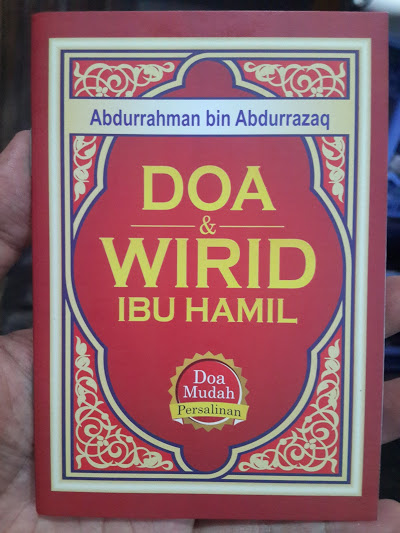 Abdurrahman bin Abdurrazaq
DOA
&
WIRID
IBU HAMIL
Doa
Mudah
Persalinan